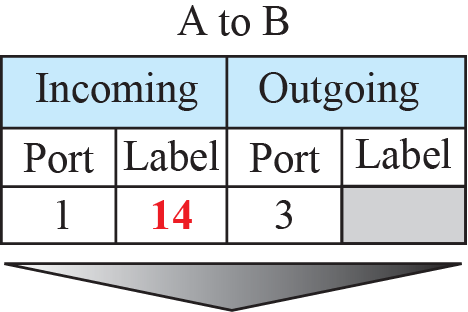 A to B
Incoming Outgoing
Port Label Port Label
1 14 3